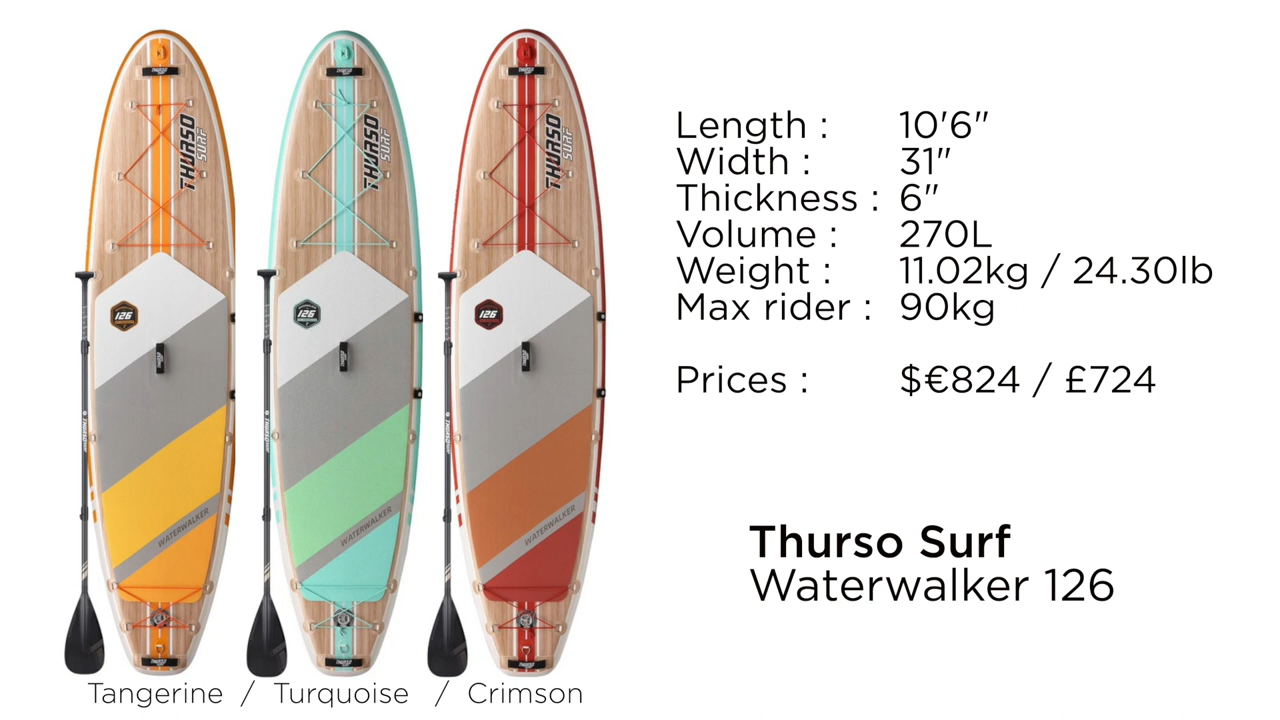 THURSO
SURF
126
WATERWALKER
THURSO
SURF
126
WATERWALKER
THURSO
SURF
126
WATERWALKER
Tangerine / Turquoise / Crimson
Length : 10'6"
Width : 31"
Thickness : 6"
Volume : 270L
Weight : 11.02kg / 24.30lb
Max rider : 90kg
Prices : $€824 / £724
Thurso Surf
Waterwalker 126